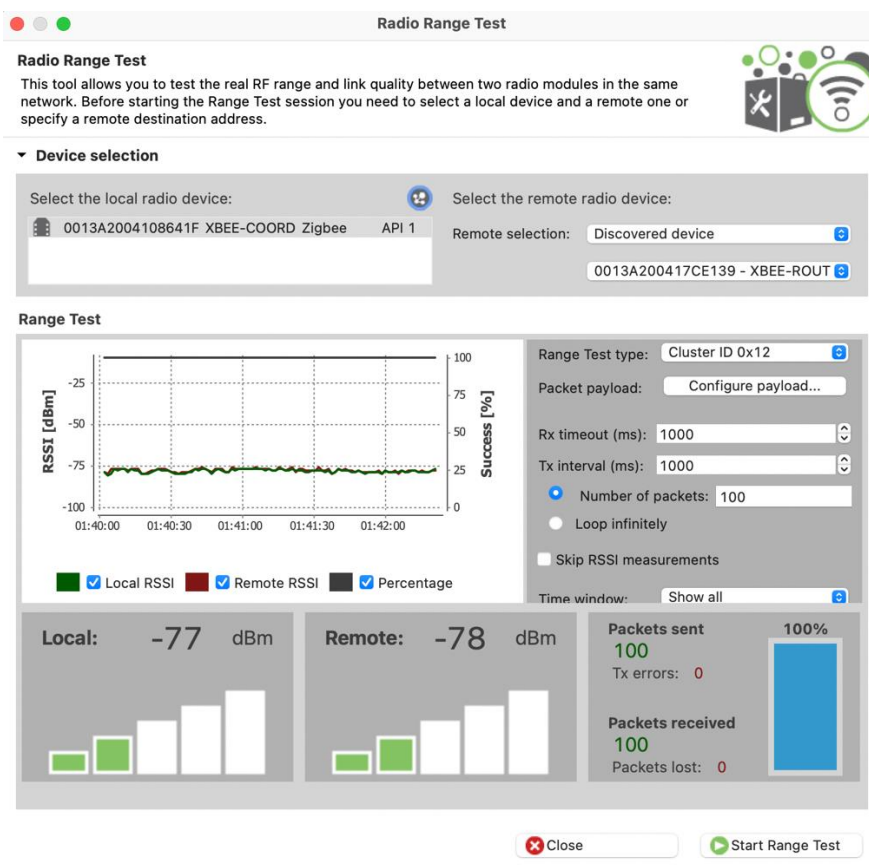 Radio Range Test
Radio Range Test
This tool allows you to test the real RF range and link quality between two radio modules in the same
network. Before starting the Range Test session you need to select a local device and a remote one or
specify a remote destination address.
Device selection
Select the local radio device:
0013A2004108641F XBEE-COORD Zigbee API 1
Select the remote radio device:
Remote selection: Discovered device
0013A200417CE139 - XBEE-ROUT
Range Test
RSSI [dBm]
-25
-50
-75
-100
100
75
50
25
0
Success [%]
01:40:00 01:40:30 01:41:00 01:41:30 01:42:00
Local RSSI Remote RSSI Percentage
Range Test type: Cluster ID 0x12
Packet payload: Configure payload...
Rx timeout (ms): 1000
Tx interval (ms): 1000
Number of packets: 100
Loop infinitely
Skip RSSI measurements
Time window: Show all
Local: -77 dBm
Remote: -78 dBm
Packets sent
100
Tx errors: 0
Packets received
100
Packets lost: 0
100%
Close
Start Range Test